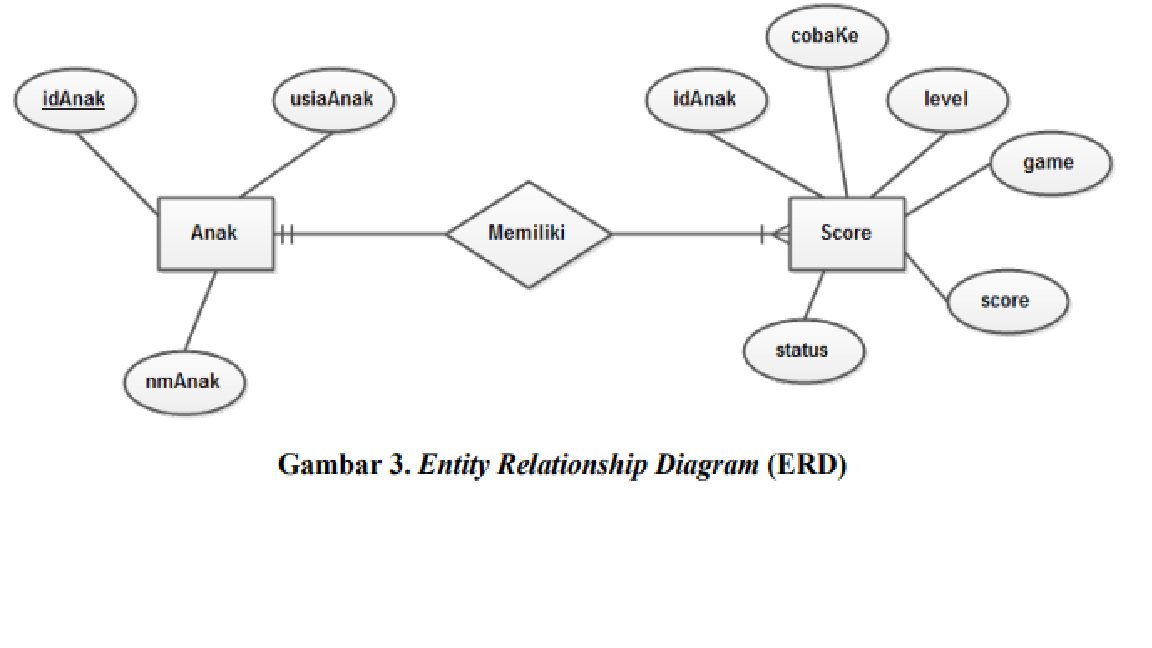 cobaKe
idAnak
usiaAnak
idAnak
level
game
Anak
Memiliki
Score
score
status
nmAnak
Gambar 3. Entity Relationship Diagram (ERD)